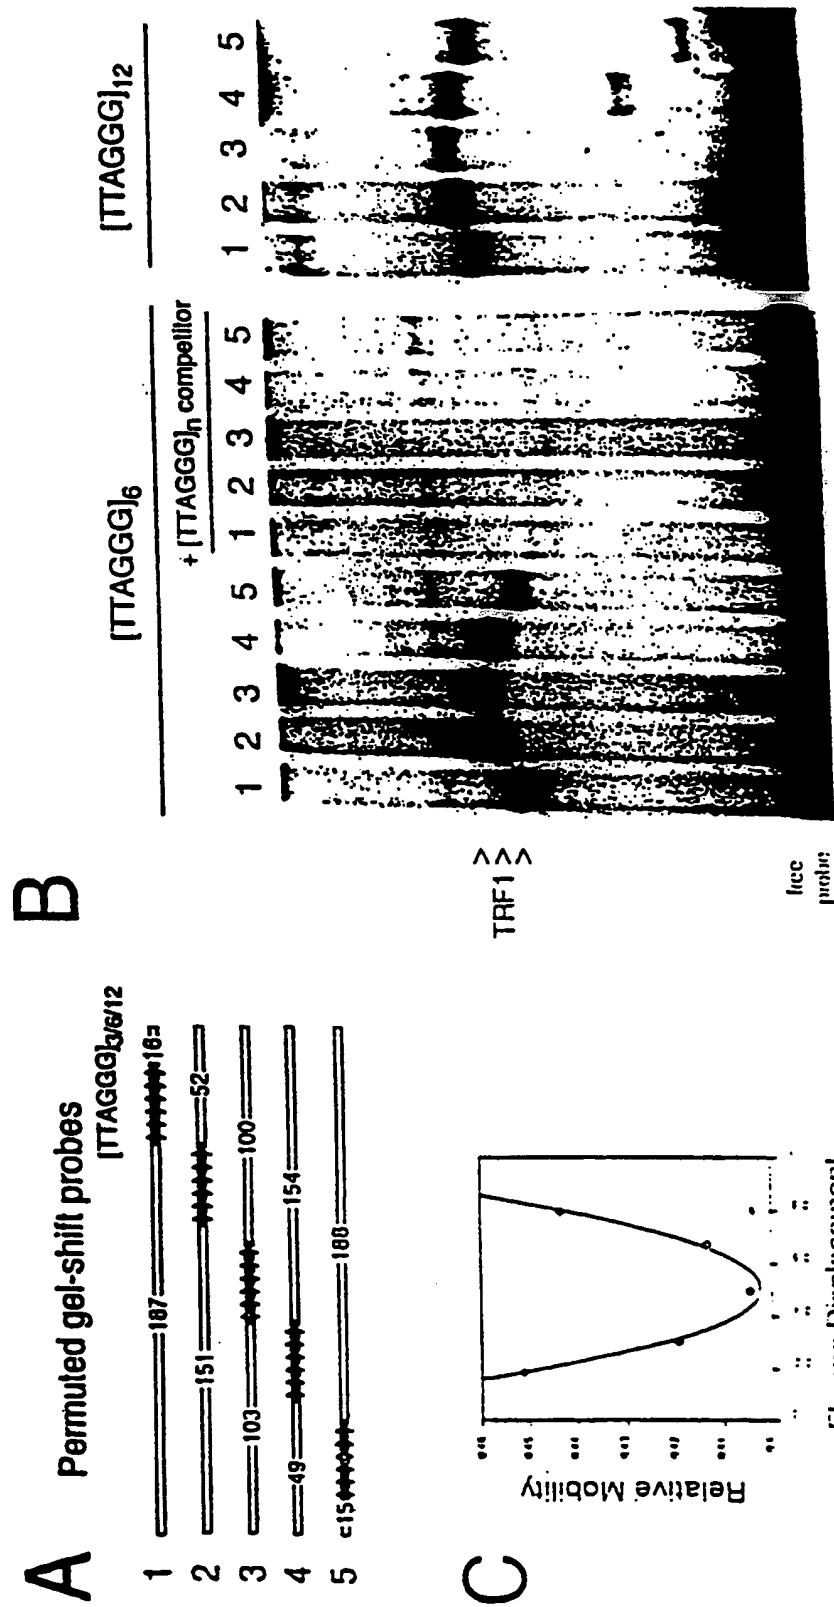 A
Permuted gel-shift probes
[TTAGGG]3/6/12
1 187 16
2 151 52
3 103 100
4 49 154
5 15 188
B
[TTAGGG]6
[TTAGGG]12
+ [TTAGGG]n competitor
1 2 3 4 5 1 2 3 4 5 1 2 3 4 5
TRF1
probe
C
Relative Mobility